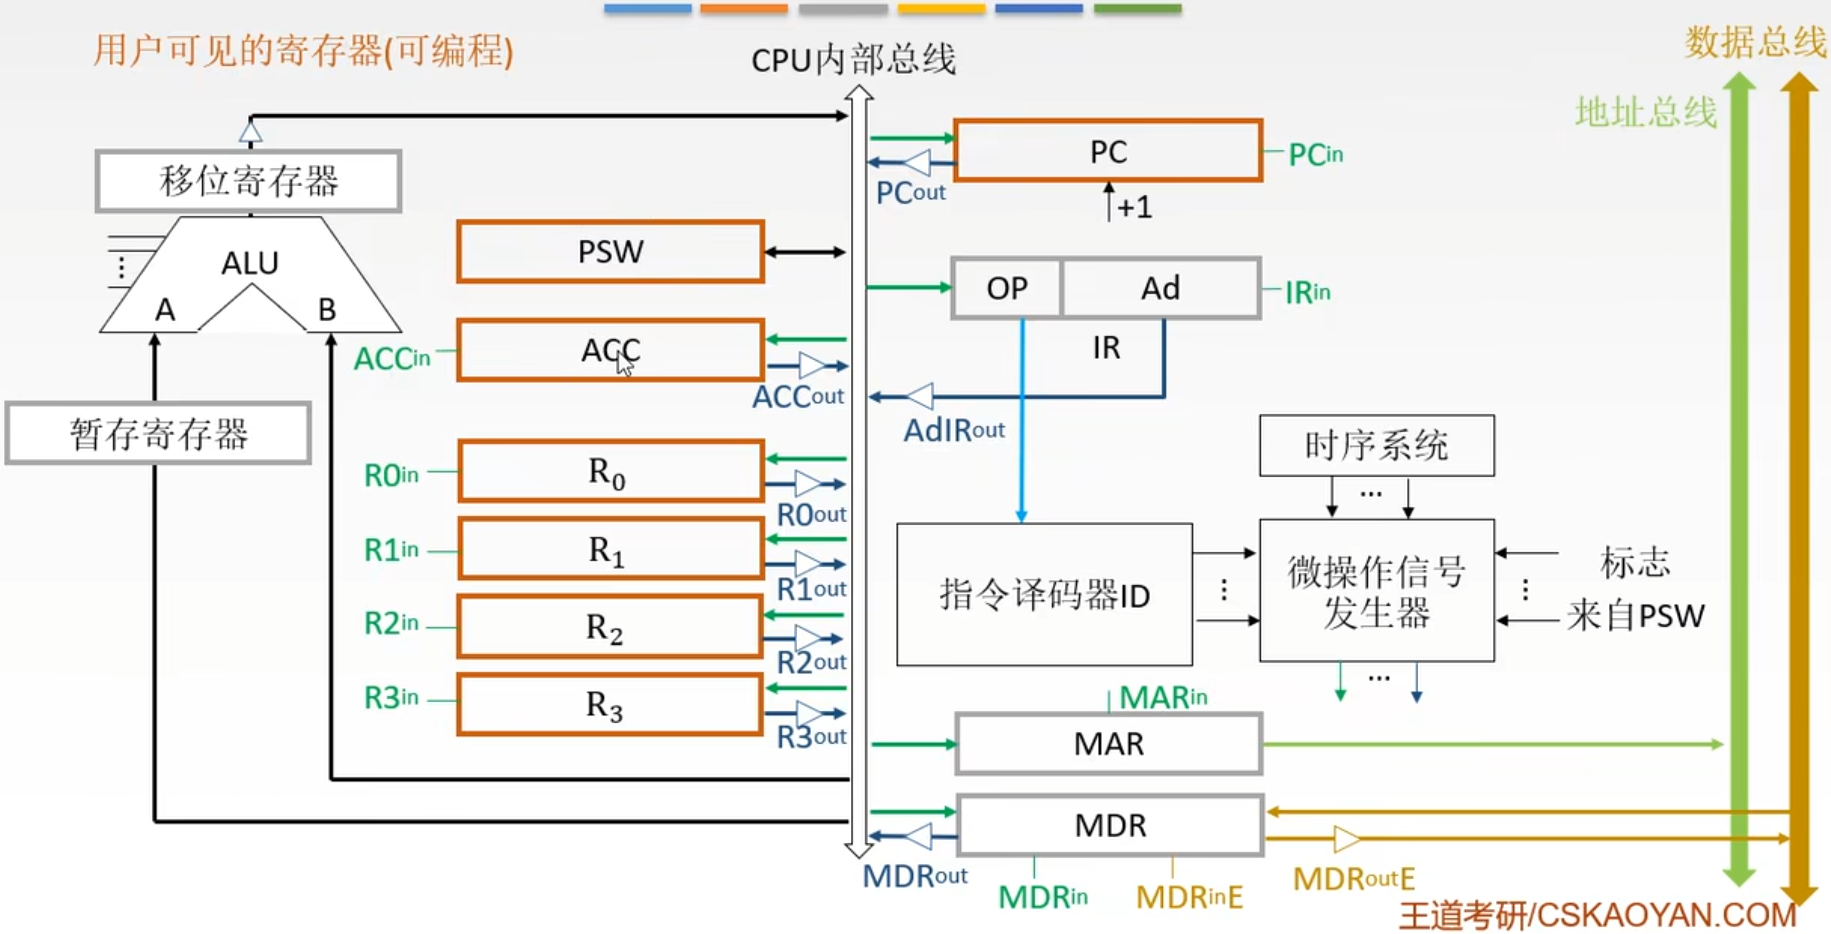 用户可见的寄存器(可编程)
CPU内部总线
数据总线
地址总线
移位寄存器
ALU
A
B
暂存寄存器
PSW
ACC
ACCin
ACCout
R0
R0in
R0out
R1
R1in
R1out
R2
R2in
R2out
R3
R3in
R3out
PC
PCin
PCout
+1
OP
Ad
IRin
IR
AdIRout
时序系统
...
指令译码器ID
⋮
微操作信号
发生器
⋮
标志
来自PSW
...
MARin
MAR
MDR
MDRout
MDRin
MDRinE
MDRoutE
王道考研/CSKAOYAN.COM